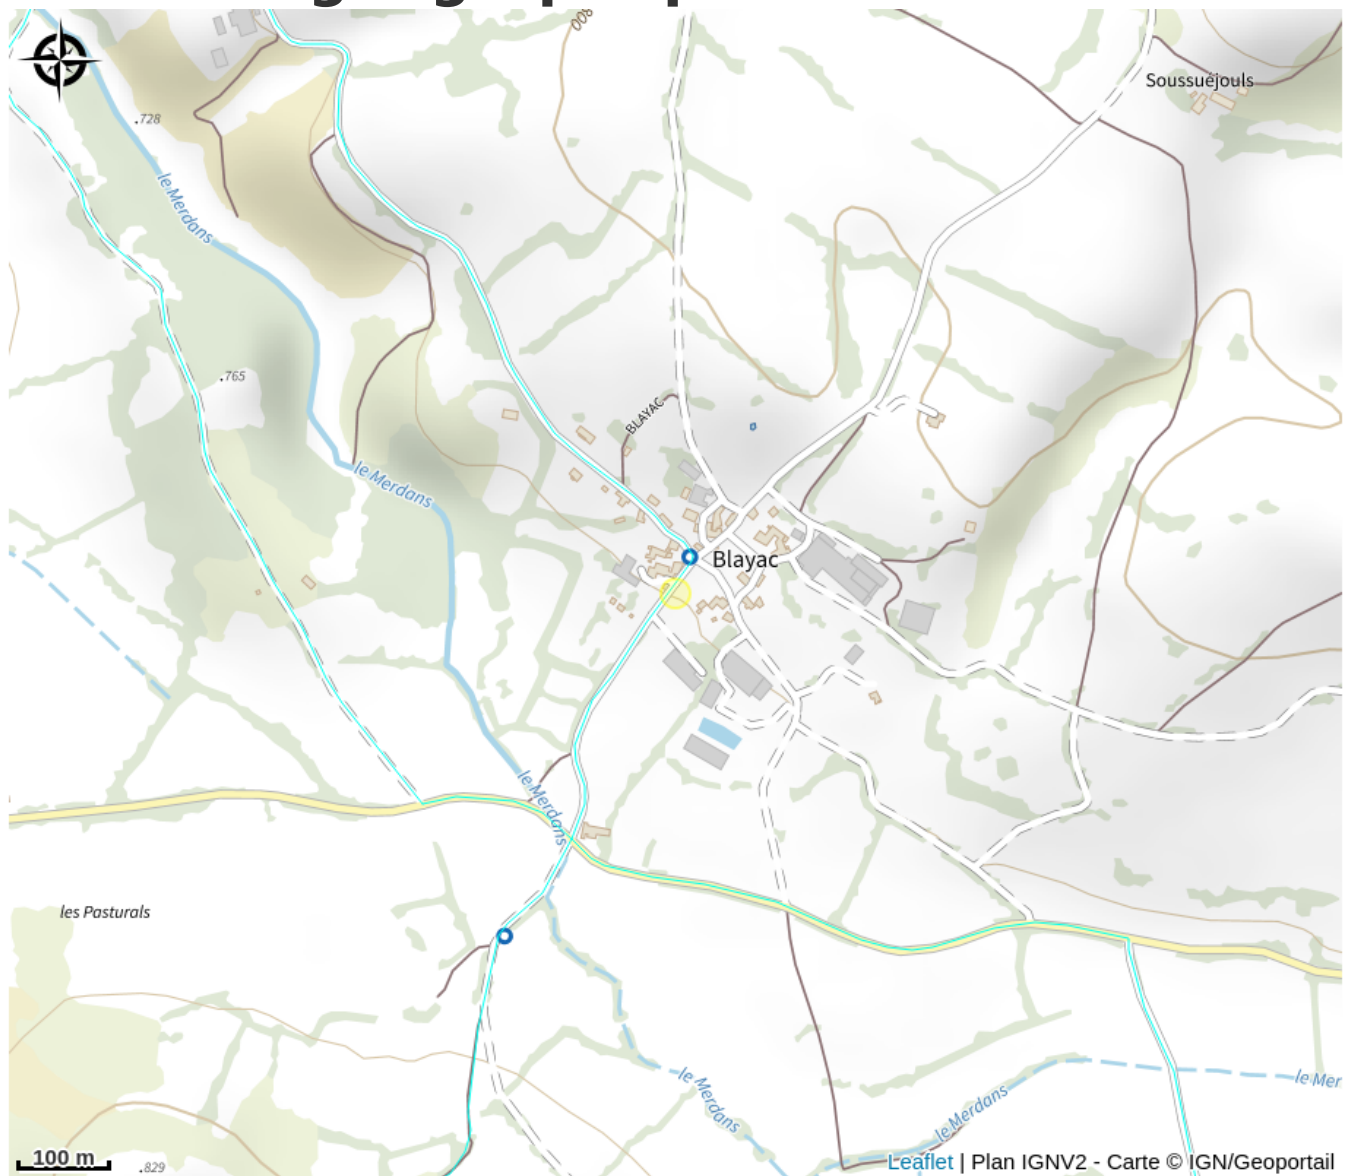 800
Soussuéjouls
.728
le Merdans
.765
BLAYAC
le Merdans
Blayac
le Merdans
les Pasturals
le Merdans
le Merdans
le Mer
100 m
.829
Leaflet | Plan IGNV2 - Carte © IGN/Geoportail